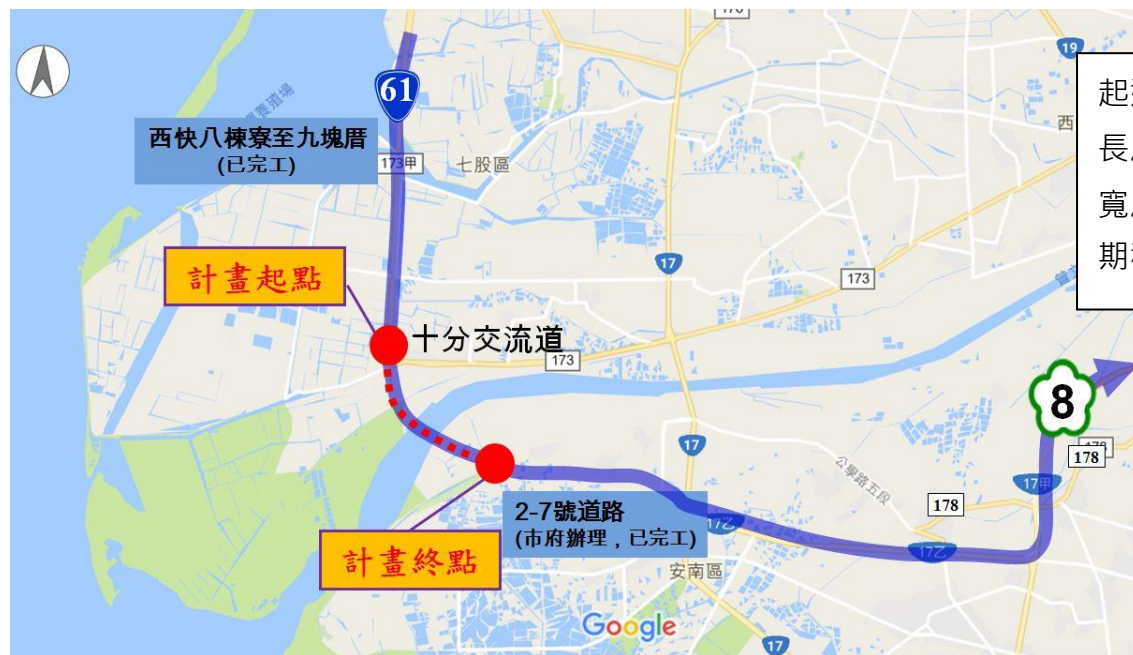 176
19
61
養殖場
西
起
長
寬
期
西快八棟寮至九塊厝
(已完工)
173甲
七股區
17
173
計畫起點
十分交流道
173
8
17
178
178
公學路五段
17甲
178
2-7號道路
(市府辦理，已完工)
17乙
17乙
計畫終點
安南區
Google
17